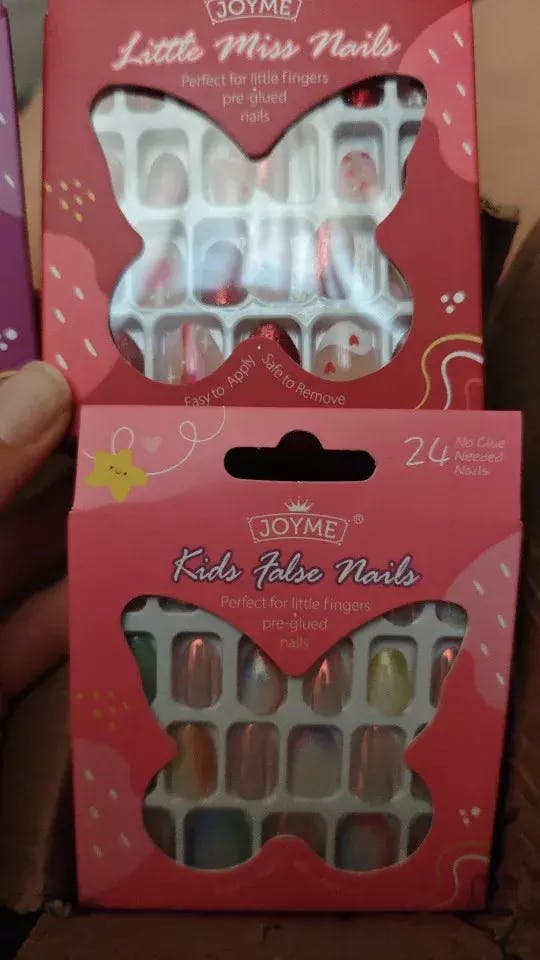 JOYME
Little Miss Nails
Perfect for little fingers
pre-glued
nails
Easy to Apply • Safe to Remove
24 No Glue
Needed
Nails
JOYME®
Kids False Nails
Perfect for little fingers
pre-glued
nails